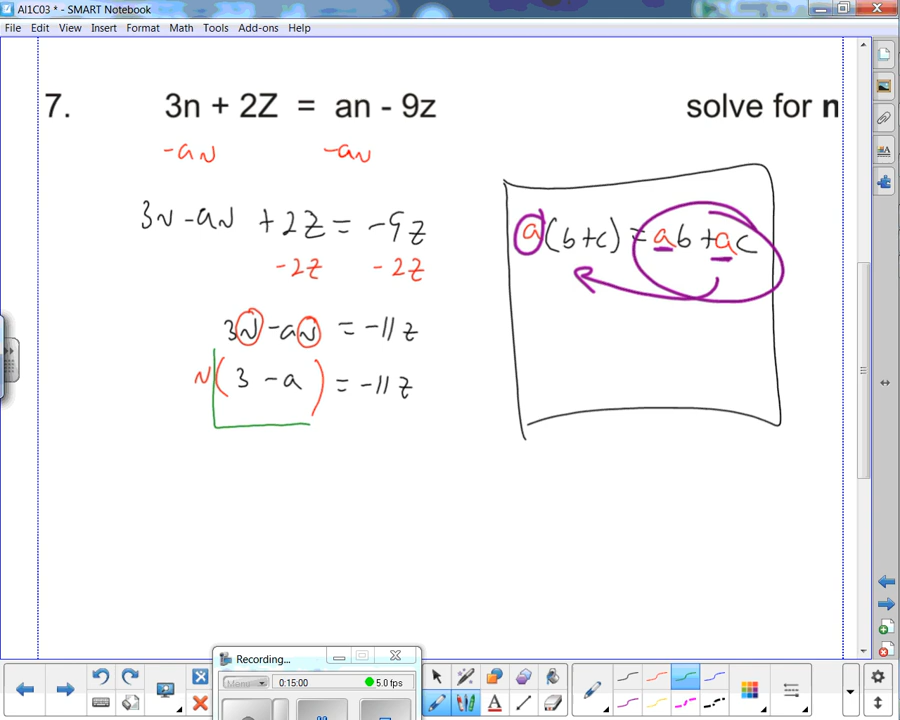 AI1C03 * - SMART Notebook
File Edit View Insert Format Math Tools Add-ons Help
7. 3n + 2Z = an - 9z solve for n
-aN -aN
3N - aN + 2Z = -9z
-2Z -2Z
3N - aN = -11z
N(3 - a) = -11z
a(b+c) = ab + ac
Recording...
Menu
0:15:00
5.0 fps
A